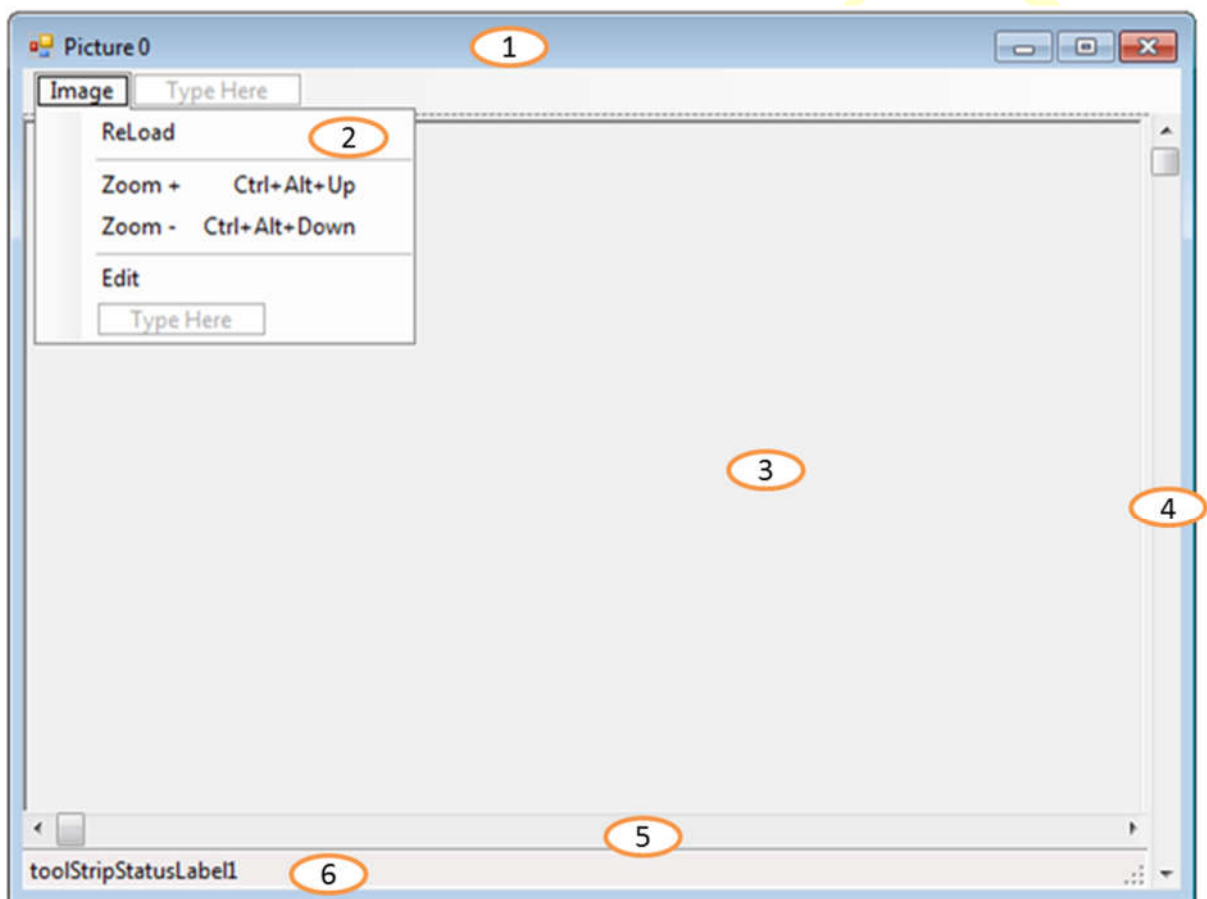 Picture 0
1
Image Type Here
ReLoad
2
Zoom + Ctrl+Alt+Up
Zoom - Ctrl+Alt+Down
Edit
Type Here
3
4
5
toolStripStatusLabel1
6